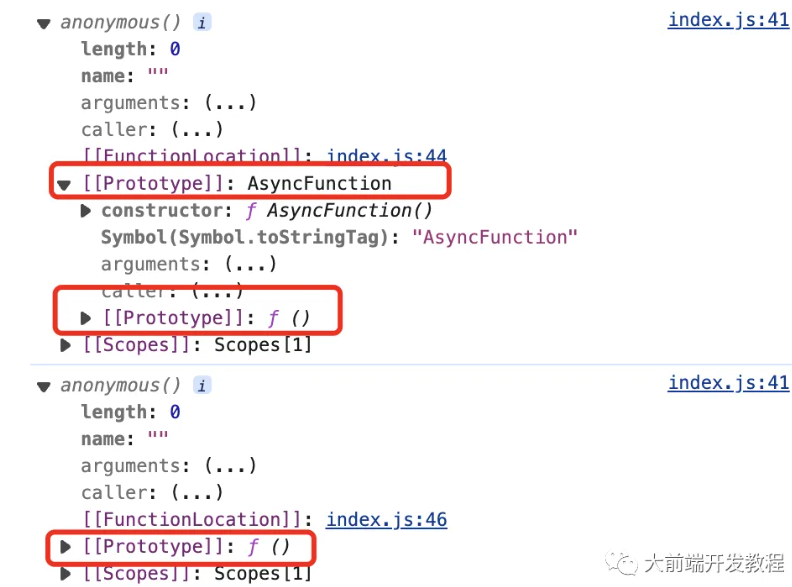 ▼ anonymous() i index.js:41
length: 0
name: ""
arguments: (...)
caller: (...)
[[FunctionLocation]]: index.js:44
▼ [[Prototype]]: AsyncFunction
▶ constructor: ƒ AsyncFunction()
Symbol(Symbol.toStringTag): "AsyncFunction"
arguments: (...)
caller: (...)
▶ [[Prototype]]: ƒ ()
▶ [[Scopes]]: Scopes[1]
▼ anonymous() i index.js:41
length: 0
name: ""
arguments: (...)
caller: (...)
[[FunctionLocation]]: index.js:46
▶ [[Prototype]]: ƒ ()
▶ [[Scopes]]: Scopes[1]
大前端开发教程